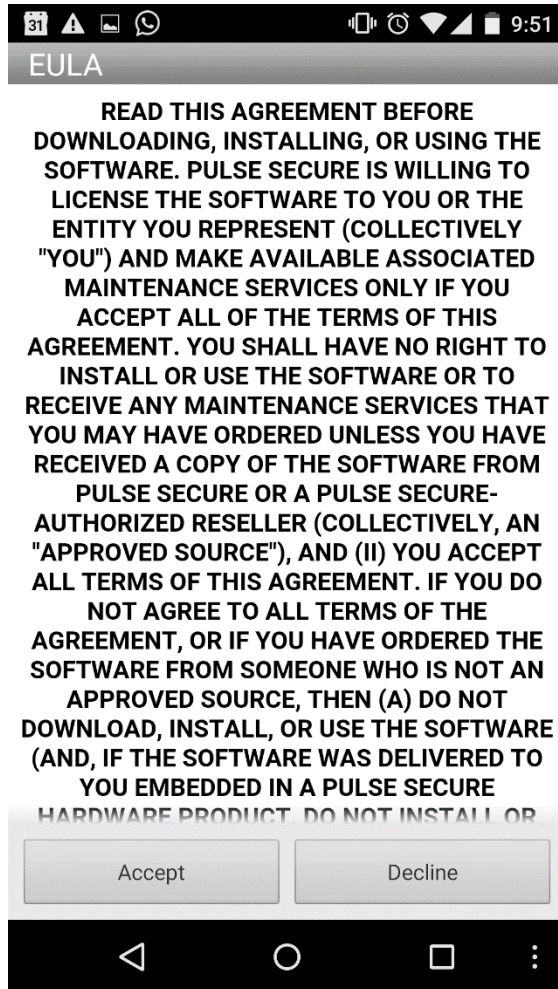 31 9:51
EULA
READ THIS AGREEMENT BEFORE
DOWNLOADING, INSTALLING, OR USING THE
SOFTWARE. PULSE SECURE IS WILLING TO
LICENSE THE SOFTWARE TO YOU OR THE
ENTITY YOU REPRESENT (COLLECTIVELY
"YOU") AND MAKE AVAILABLE ASSOCIATED
MAINTENANCE SERVICES ONLY IF YOU
ACCEPT ALL OF THE TERMS OF THIS
AGREEMENT. YOU SHALL HAVE NO RIGHT TO
INSTALL OR USE THE SOFTWARE OR TO
RECEIVE ANY MAINTENANCE SERVICES THAT
YOU MAY HAVE ORDERED UNLESS YOU HAVE
RECEIVED A COPY OF THE SOFTWARE FROM
PULSE SECURE OR A PULSE SECURE-
AUTHORIZED RESELLER (COLLECTIVELY, AN
"APPROVED SOURCE"), AND (II) YOU ACCEPT
ALL TERMS OF THIS AGREEMENT. IF YOU DO
NOT AGREE TO ALL TERMS OF THE
AGREEMENT, OR IF YOU HAVE ORDERED THE
SOFTWARE FROM SOMEONE WHO IS NOT AN
APPROVED SOURCE, THEN (A) DO NOT
DOWNLOAD, INSTALL, OR USE THE SOFTWARE
(AND, IF THE SOFTWARE WAS DELIVERED TO
YOU EMBEDDED IN A PULSE SECURE
HARDWARE PRODUCT, DO NOT INSTALL OR
Accept Decline